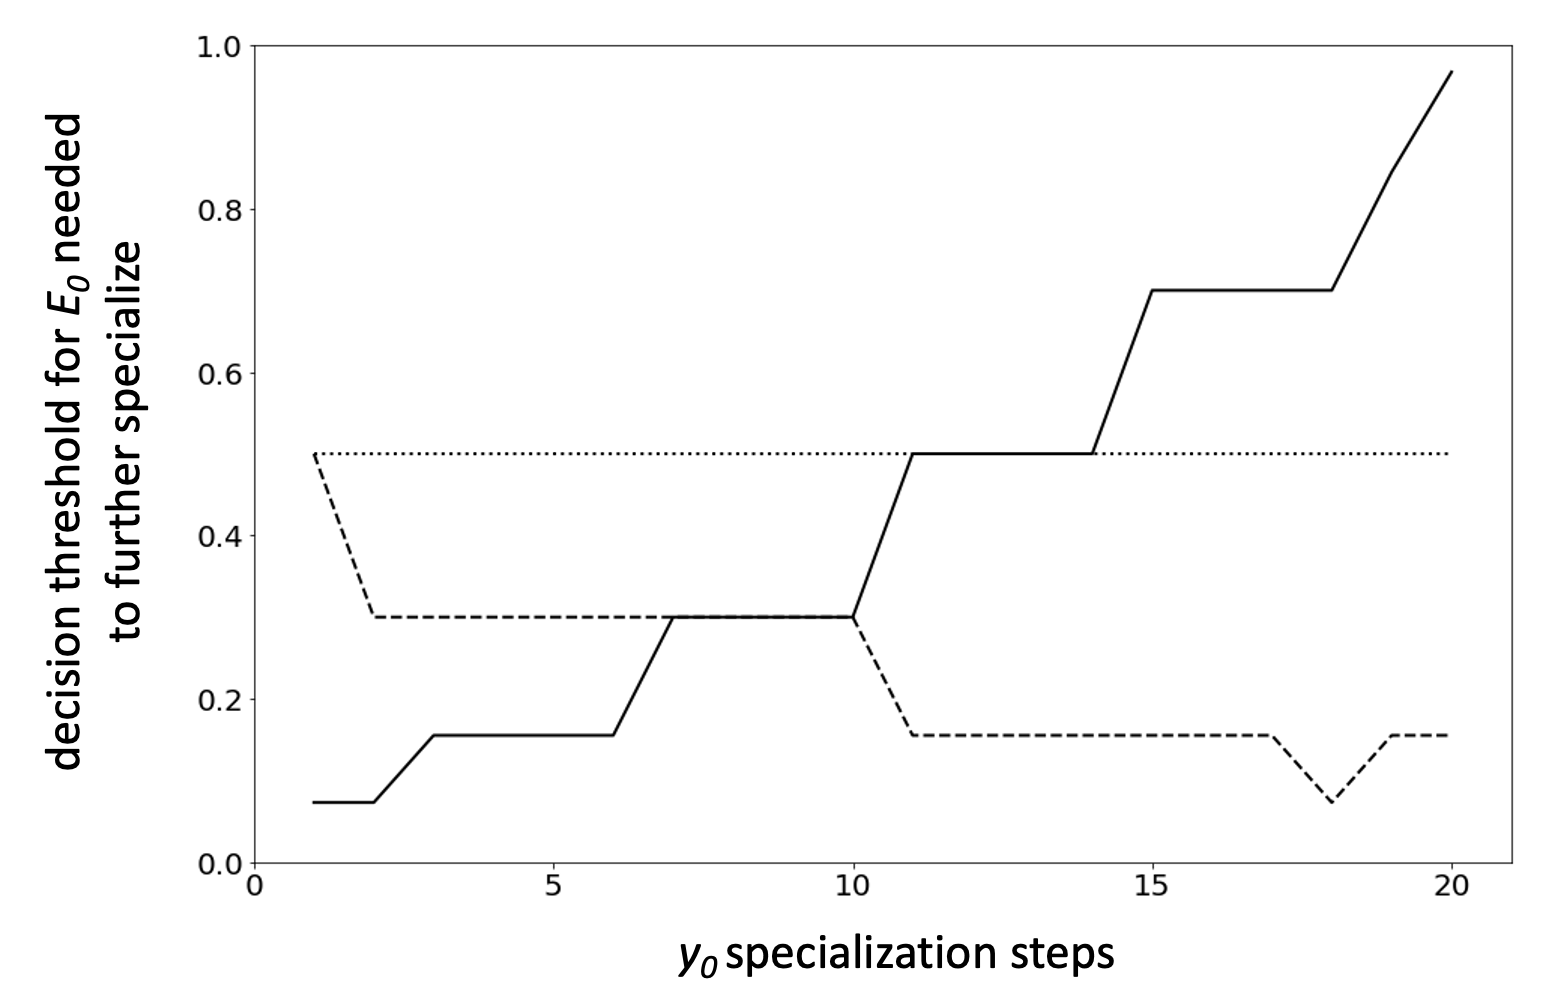 decision threshold for E0 needed
to further specialize
1.0
0.8
0.6
0.4
0.2
0.0
0 5 10 15 20
y0 specialization steps